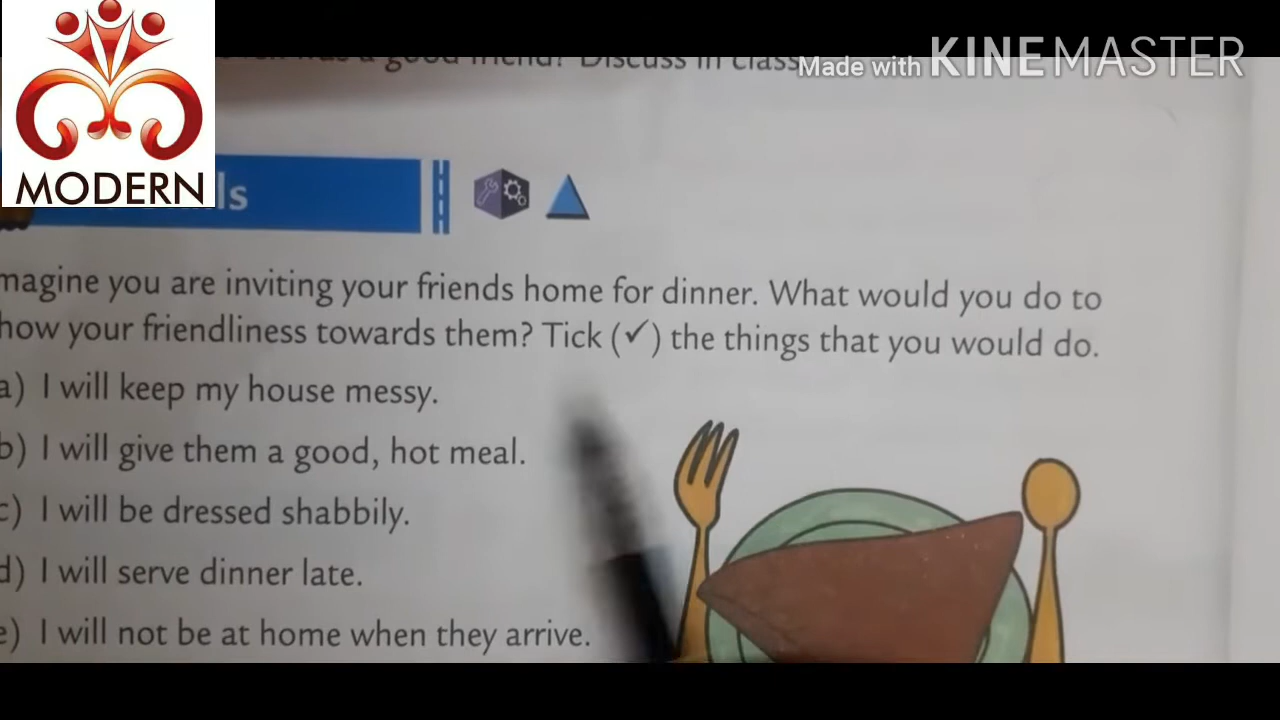 a good friend? Discuss in class
Made with KINEMASTER
MODERN
magine you are inviting your friends home for dinner. What would you do to
how your friendliness towards them? Tick (✓) the things that you would do.
a) I will keep my house messy.
b) I will give them a good, hot meal.
c) I will be dressed shabbily.
d) I will serve dinner late.
e) I will not be at home when they arrive.